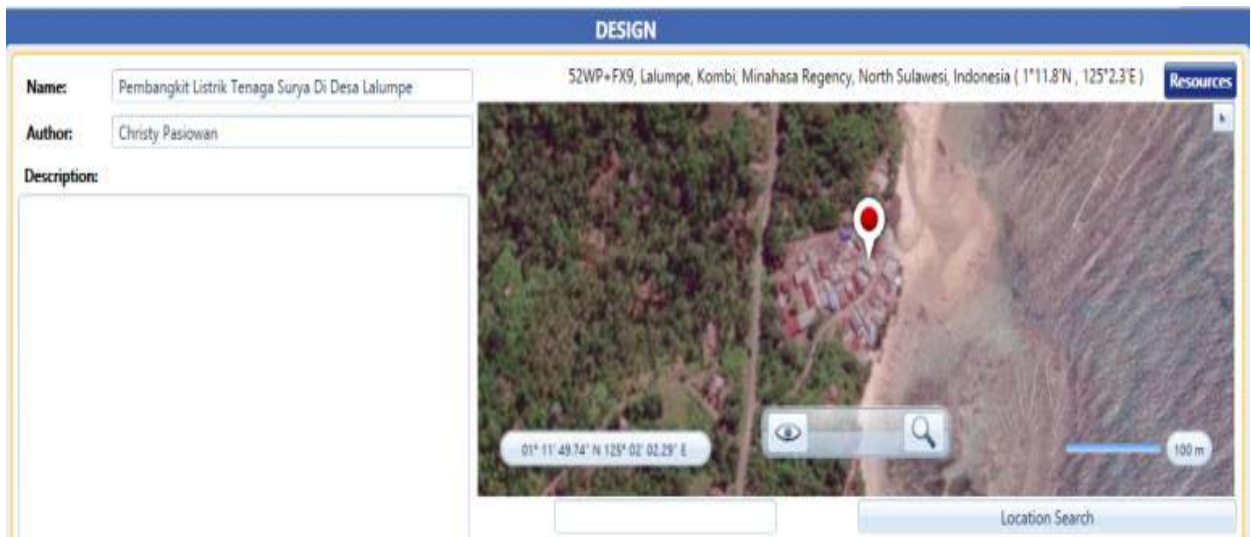 DESIGN
Name:
Pembangkit Listrik Tenaga Surya Di Desa Lalumpe
Author:
Christy Pasiowan
Description:
52WP+FX9, Lalumpe, Kombi, Minahasa Regency, North Sulawesi, Indonesia ( 1°11.8'N , 125°2.3'E )
Resources
01° 11' 49.74" N 125° 02' 02.29" E
100 m
Location Search